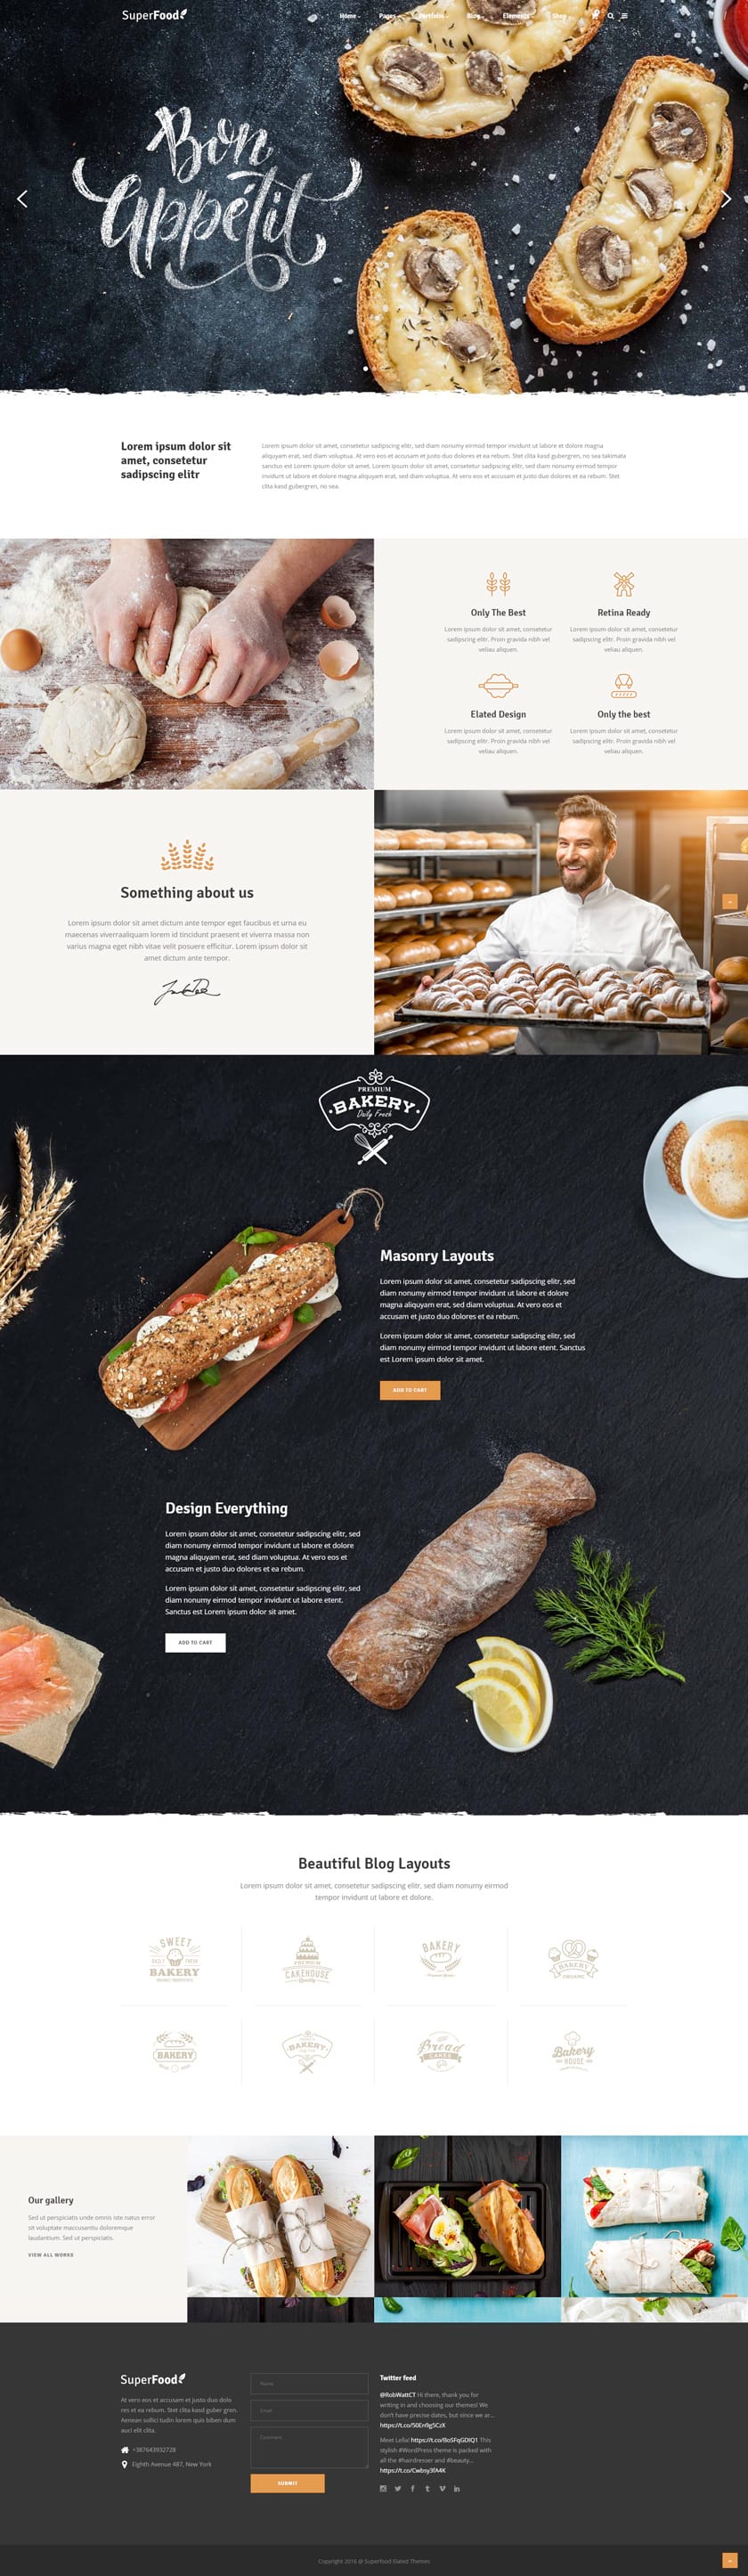 SuperFood
Home
Pages
Portfolio
Blog
Elements
Shop
Bon
Appétit
Lorem ipsum dolor sit
amet, consetetur
sadipscing elitr
Lorem ipsum dolor sit amet, consetetur sadipscing elitr, sed diam nonumy eirmod tempor invidunt ut labore et dolore magna
aliquyam erat, sed diam voluptua. At vero eos et accusam et justo duo dolores et ea rebum. Stet clita kasd gubergren, no sea takimata
sanctus est Lorem ipsum dolor sit amet. Lorem ipsum dolor sit amet, consetetur sadipscing elitr, sed diam nonumy eirmod tempor
invidunt ut labore et dolore magna aliquyam erat, sed diam voluptua. At vero eos et accusam et justo duo dolores et ea rebum. Stet
clita kasd gubergren, no sea.
Only The Best
Lorem ipsum dolor sit amet, consetetur
sadipscing elitr. Proin gravida nibh vel
veliau aliquen.
Retina Ready
Lorem ipsum dolor sit amet, consetetur
sadipscing elitr. Proin gravida nibh vel
veliau aliquen.
Elated Design
Lorem ipsum dolor sit amet, consetetur
sadipscing elitr. Proin gravida nibh vel
veliau aliquen.
Only the best
Lorem ipsum dolor sit amet, consetetur
sadipscing elitr. Proin gravida nibh vel
veliau aliquen.
Something about us
Lorem ipsum dolor sit amet dictum ante tempor eget faucibus et urna eu
maecenas viverraaliquam lorem id tincidunt praesent et viverra massa non
varius magna eget nibh vitae velit posuere efficitur. Lorem ipsum dolor sit
amet dictum ante tempor.
PREMIUM
BAKERY
Daily Fresh
Masonry Layouts
Lorem ipsum dolor sit amet, consetetur sadipscing elitr, sed
diam nonumy eirmod tempor invidunt ut labore et dolore
magna aliquyam erat, sed diam voluptua. At vero eos et
accusam et justo duo dolores et ea rebum.
Lorem ipsum dolor sit amet, consetetur sadipscing elitr, sed
diam nonumy eirmod tempor invidunt ut labore etent. Sanctus
est Lorem ipsum dolor sit amet.
ADD TO CART
Design Everything
Lorem ipsum dolor sit amet, consetetur sadipscing elitr, sed
diam nonumy eirmod tempor invidunt ut labore et dolore
magna aliquyam erat, sed diam voluptua. At vero eos et
accusam et justo duo dolores et ea rebum.
Lorem ipsum dolor sit amet, consetetur sadipscing elitr, sed
diam nonumy eirmod tempor invidunt ut labore etent.
Sanctus est Lorem ipsum dolor sit amet.
ADD TO CART
Beautiful Blog Layouts
Lorem ipsum dolor sit amet, consetetur sadipscing elitr, sed diam nonumy eirmod
tempor invidunt ut labore et dolore.
SWEET
DAILY FRESH
BAKERY
PREMIUM
CAKEHOUSE
Quality
BAKERY
BAKERY
ORGANIC
BAKERY
BAKERY
Bread
CAKES
Bakery
HOUSE
Our gallery
Sed ut perspiciatis unde omnis iste natus error
sit voluptate maccusantiu doloremque
laudantium. Sed ut perspiciatis.
VIEW ALL WORKS
SuperFood
At vero eos et accusam et justo duo dolo
res et ea rebum. Stet clita kasd guber gren.
Aenean sollici tudin lorem quis biben dum
auci elit clita.
+387643932728
Eighth Avenue 487, New York
Name
Email
Comment
SUBMIT
Twitter feed
@RobWattCT Hi there, thank you for
writing in and choosing our themes! We
don't have precise dates, but since we ar...
https://t.co/50En9g5CzX
Meet Lella! https://t.co/BoSFqGDIQ1 This
stylish #WordPress theme is packed with
all the #hairdresser and #beauty...
https://t.co/Cwbsy3fA4K
Copyright 2016 @ Superfood Elated Themes